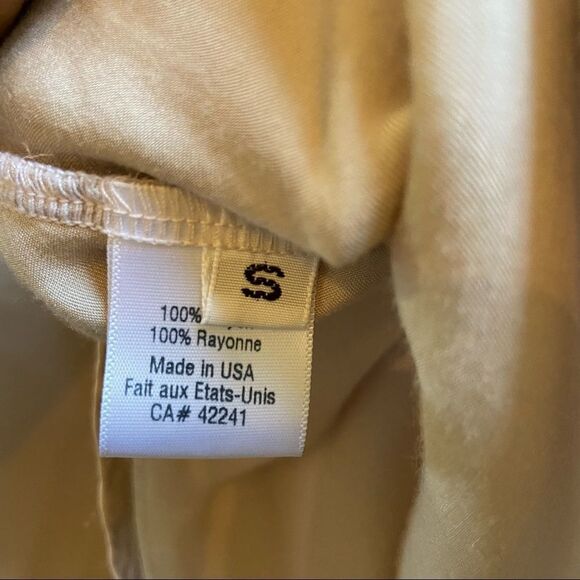 S
100%
100% Rayonne
Made in USA
Fait aux Etats-Unis
CA# 42241